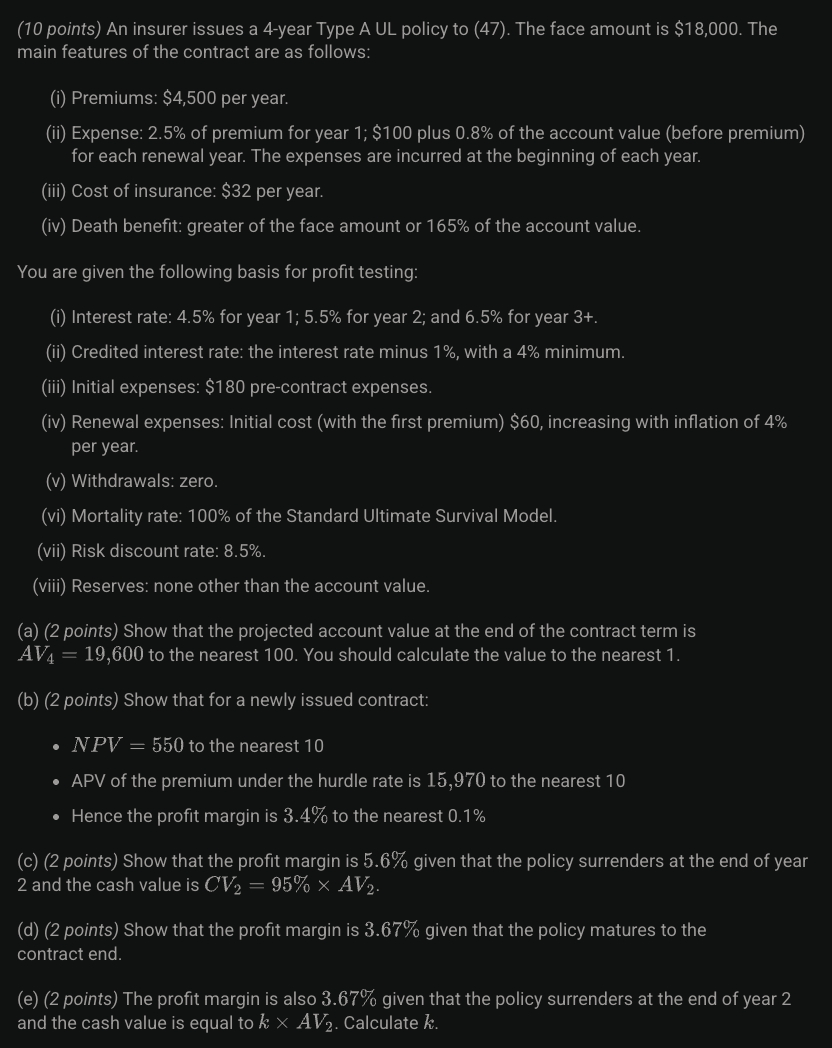 (10 points) An insurer issues a 4-year Type A UL policy to (47). The face amount is $18,000. The
main features of the contract are as follows:
(i) Premiums: $4,500 per year.
(ii) Expense: 2.5% of premium for year 1; $100 plus 0.8% of the account value (before premium)
for each renewal year. The expenses are incurred at the beginning of each year.
(iii) Cost of insurance: $32 per year.
(iv) Death benefit: greater of the face amount or 165% of the account value.
You are given the following basis for profit testing:
(i) Interest rate: 4.5% for year 1; 5.5% for year 2; and 6.5% for year 3+.
(ii) Credited interest rate: the interest rate minus 1%, with a 4% minimum.
(iii) Initial expenses: $180 pre-contract expenses.
(iv) Renewal expenses: Initial cost (with the first premium) $60, increasing with inflation of 4%
per year.
(v) Withdrawals: zero.
(vi) Mortality rate: 100% of the Standard Ultimate Survival Model.
(vii) Risk discount rate: 8.5%.
(viii) Reserves: none other than the account value.
(a) (2 points) Show that the projected account value at the end of the contract term is
AV₄ = 19,600 to the nearest 100. You should calculate the value to the nearest 1.
(b) (2 points) Show that for a newly issued contract:
• NPV = 550 to the nearest 10
• APV of the premium under the hurdle rate is 15,970 to the nearest 10
• Hence the profit margin is 3.4% to the nearest 0.1%
(c) (2 points) Show that the profit margin is 5.6% given that the policy surrenders at the end of year
2 and the cash value is CV₂ = 95% × AV₂.
(d) (2 points) Show that the profit margin is 3.67% given that the policy matures to the
contract end.
(e) (2 points) The profit margin is also 3.67% given that the policy surrenders at the end of year 2
and the cash value is equal to k × AV₂. Calculate k.